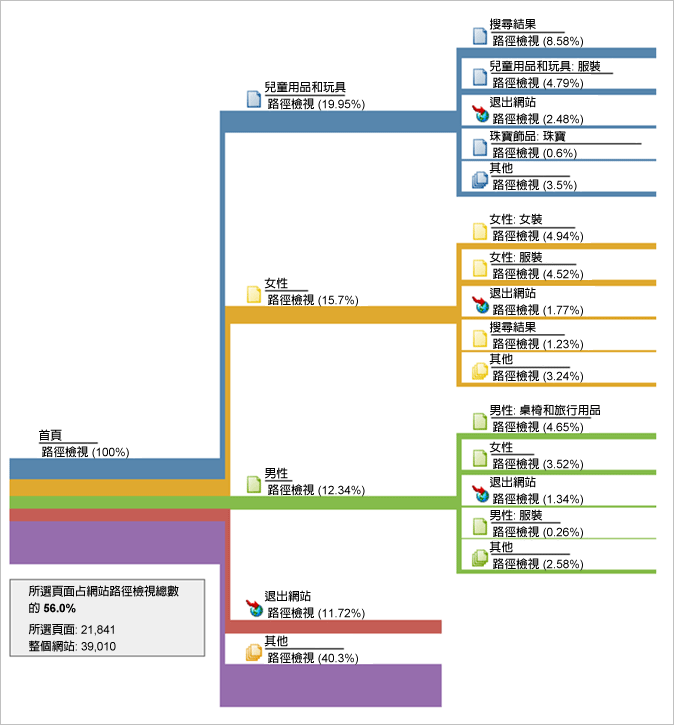 搜尋結果
路徑檢視 (8.58%)
兒童用品和玩具: 服裝
路徑檢視 (4.79%)
退出網站
路徑檢視 (2.48%)
珠寶飾品: 珠寶
路徑檢視 (0.6%)
其他
路徑檢視 (3.5%)
兒童用品和玩具
路徑檢視 (19.95%)
女性: 女裝
路徑檢視 (4.94%)
女性: 服裝
路徑檢視 (4.52%)
退出網站
路徑檢視 (1.77%)
搜尋結果
路徑檢視 (1.23%)
其他
路徑檢視 (3.24%)
女性
路徑檢視 (15.7%)
男性: 桌椅和旅行用品
路徑檢視 (4.65%)
女性
路徑檢視 (3.52%)
退出網站
路徑檢視 (1.34%)
男性: 服裝
路徑檢視 (0.26%)
其他
路徑檢視 (2.58%)
首頁
路徑檢視 (100%)
男性
路徑檢視 (12.34%)
退出網站
路徑檢視 (11.72%)
其他
路徑檢視 (40.3%)
所選頁面占網站路徑檢視總數
的 56.0%
所選頁面: 21,841
整個網站: 39,010